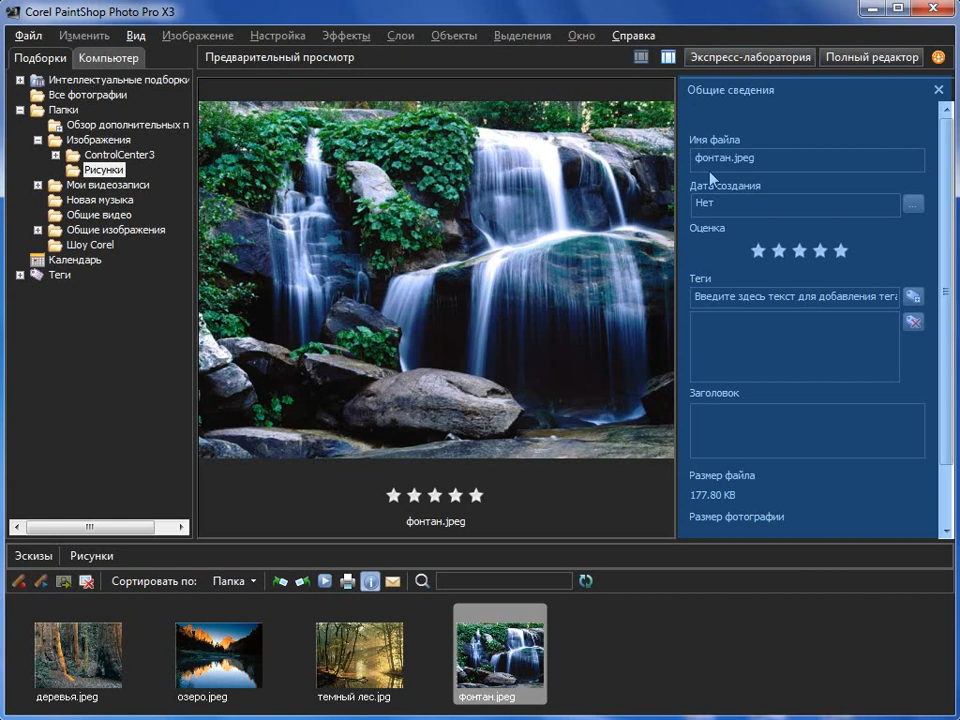 Corel PaintShop Photo Pro X3
Файл Изменить Вид Изображение Настройка Эффекты Слои Объекты Выделения Окно Справка
Подборки Компьютер
Предварительный просмотр
Экспресс-лаборатория Полный редактор
Интеллектуальные подборки
Все фотографии
Папки
Обзор дополнительных п
Изображения
ControlCenter3
Рисунки
Мои видеозаписи
Новая музыка
Общие видео
Общие изображения
Шоу Corel
Календарь
Теги
фонтан.jpeg
Общие сведения
Имя файла
фонтан.jpeg
Дата создания
Нет
...
Оценка
Теги
Введите здесь текст для добавления тега
Заголовок
Размер файла
177.80 KB
Размер фотографии
Эскизы Рисунки
Сортировать по: Папка
деревья.jpeg
озеро.jpeg
темный лес.jpg
фонтан.jpeg